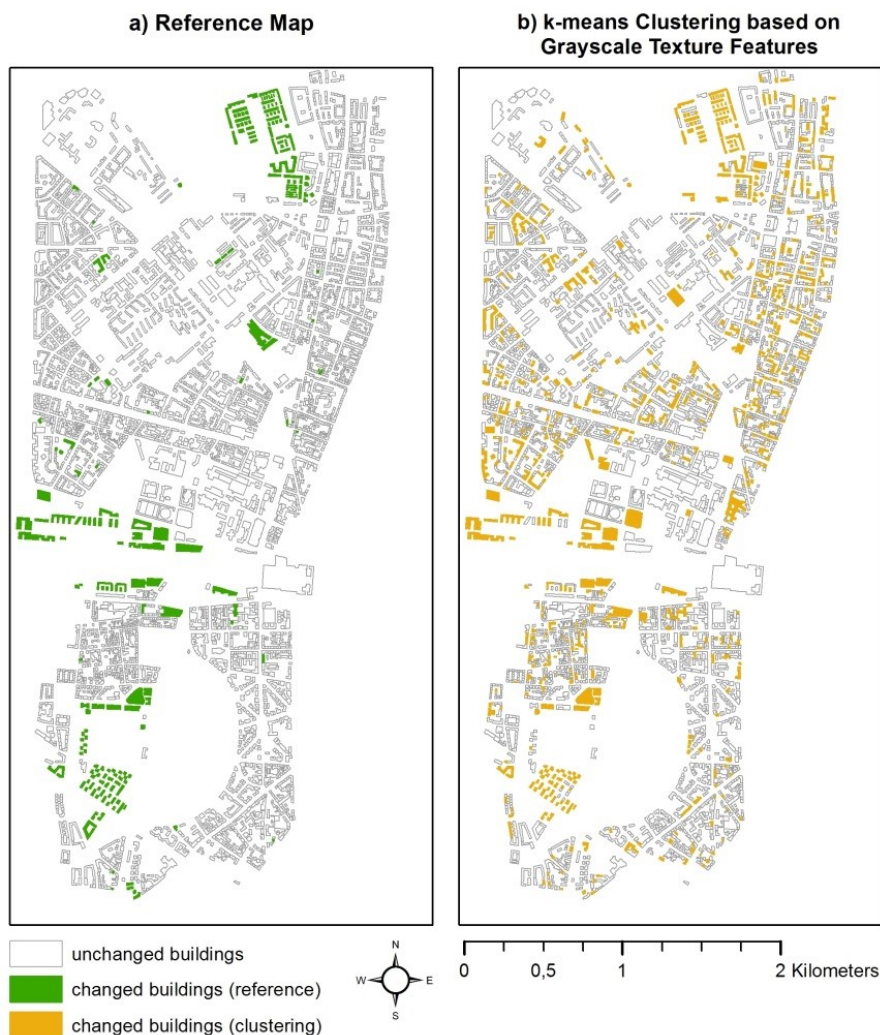 a) Reference Map
b) k-means Clustering based on
Grayscale Texture Features
unchanged buildings
changed buildings (reference)
changed buildings (clustering)
N
W E
S
0 0,5 1 2 Kilometers